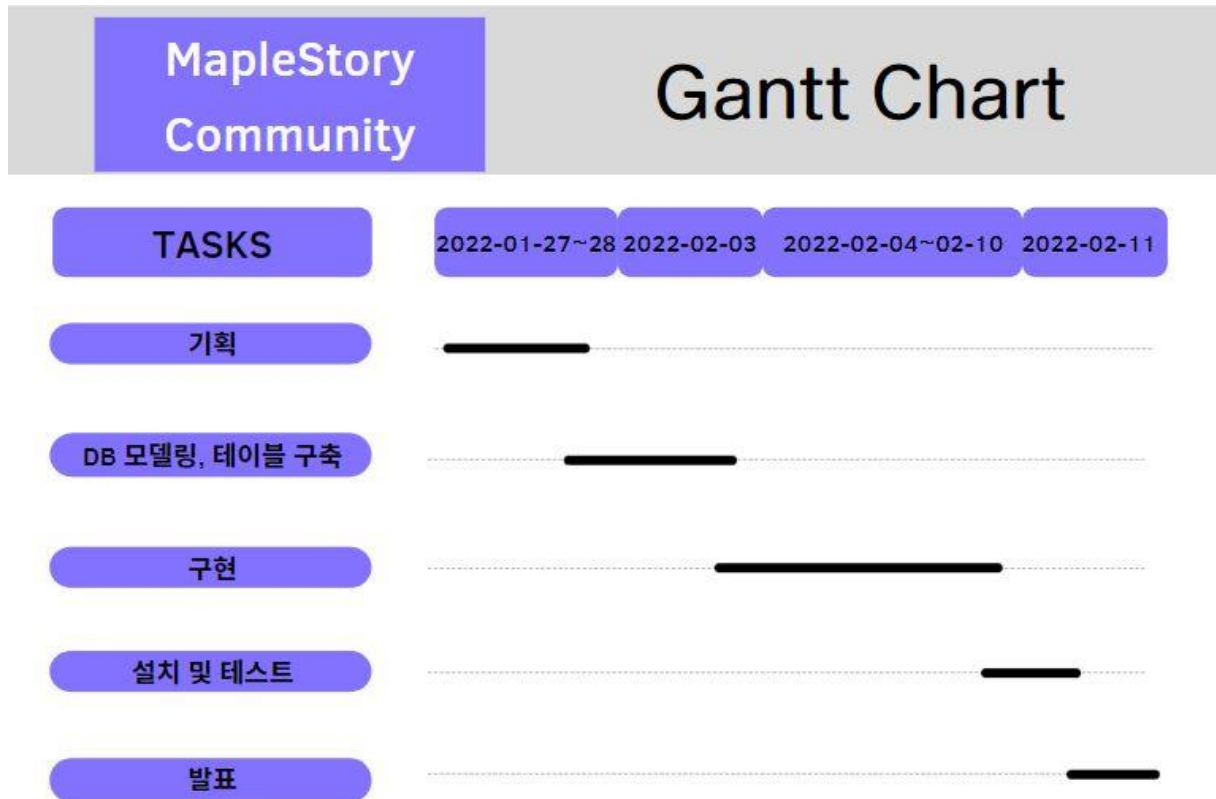 MapleStory
Community
Gantt Chart
TASKS
2022-01-27~28
2022-02-03
2022-02-04~02-10
2022-02-11
기획
DB 모델링, 테이블 구축
구현
설치 및 테스트
발표